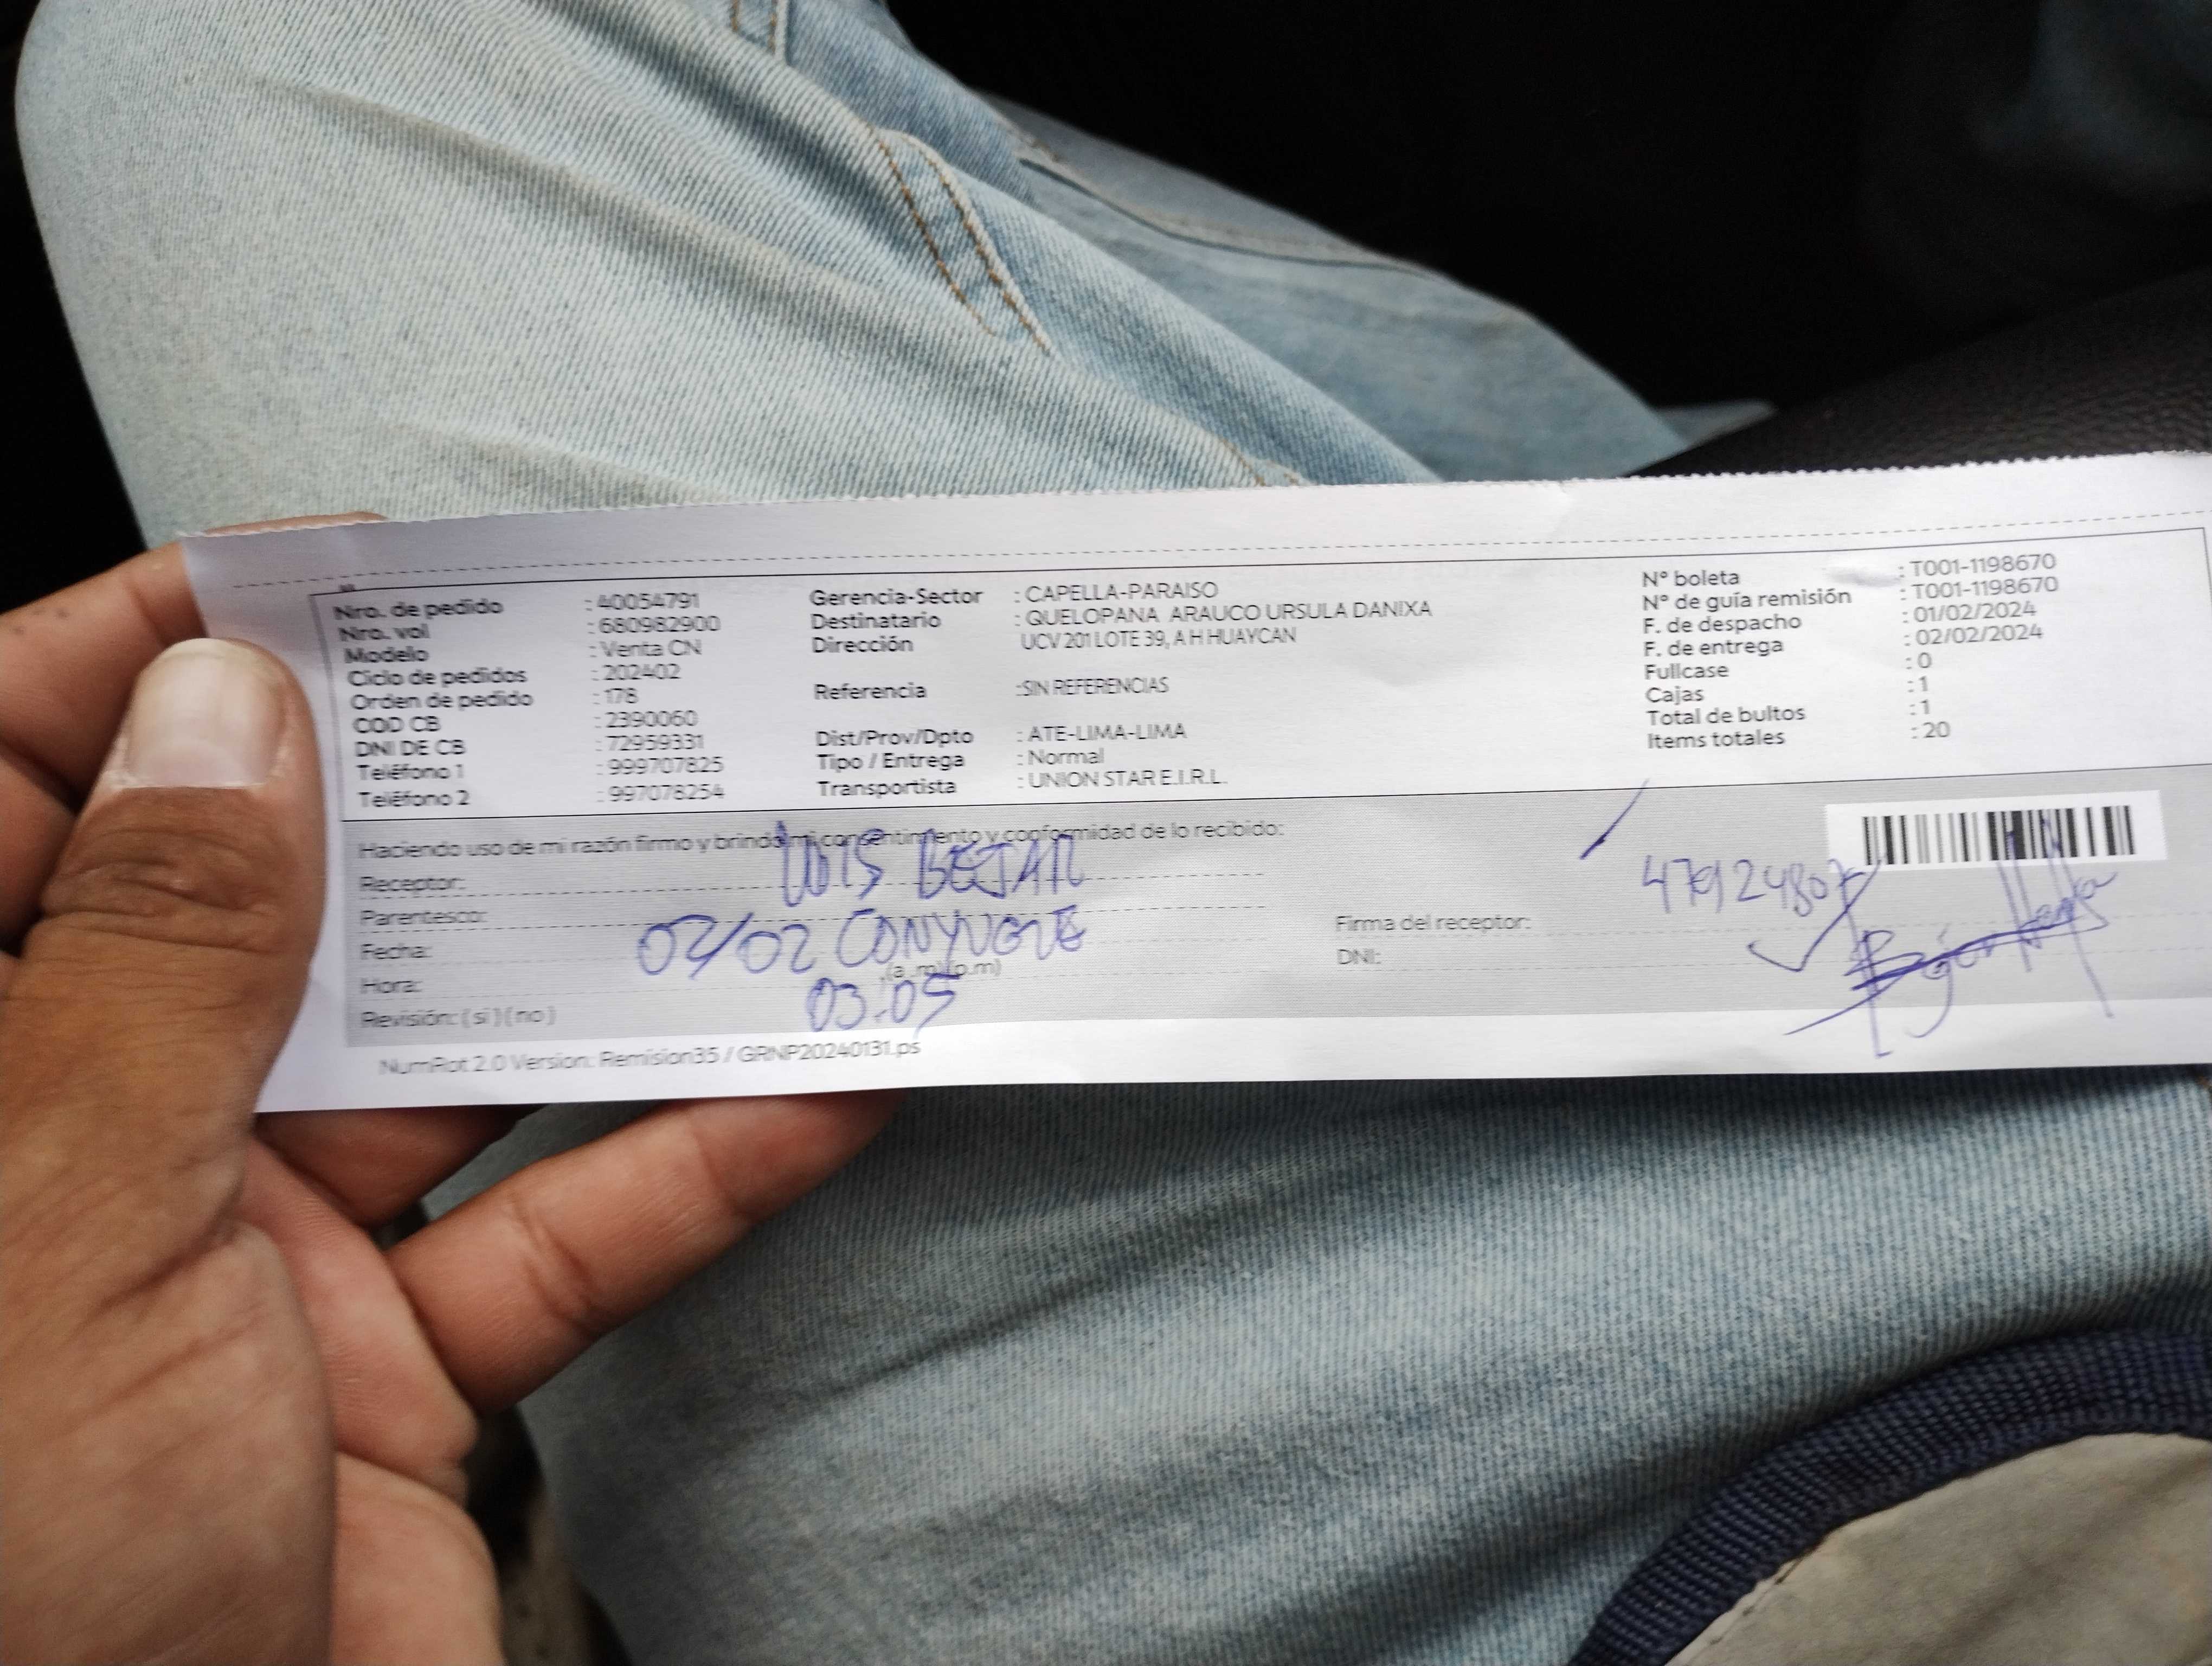 Nro. de pedido : 40054791
Nro. vol : 680982900
Modelo : Venta CN
Ciclo de pedidos : 202402
Orden de pedido : 178
COD CB : 2390060
DNI DE CB : 72959331
Teléfono 1 : 999707825
Teléfono 2 : 997078254
Gerencia-Sector : CAPELLA-PARAISO
Destinatario : QUELOPANA ARAUCO URSULA DANIXA
Dirección UCV 201 LOTE 39, A H HUAYCAN
Referencia :SIN REFERENCIAS
Dist/Prov/Dpto : ATE-LIMA-LIMA
Tipo / Entrega : Normal
Transportista : UNION STAR E.I.R.L.
N° boleta : T001-1198670
N° de guía remisión : T001-1198670
F. de despacho : 01/02/2024
F. de entrega : 02/02/2024
Fullcase : 0
Cajas : 1
Total de bultos : 1
Items totales : 20
Haciendo uso de mi razón firmo y brindo mi consentimiento y conformidad de lo recibido:
Receptor: LUIS BEJAR
Parentesco: CONYUGUE
Fecha: 02/02
Hora: 03:05 (a.m) (p.m)
Revisión: ( si ) ( no )
Firma del receptor:
DNI:
NumRot 2.0 Version: Remision35 / GRNP20240131.ps